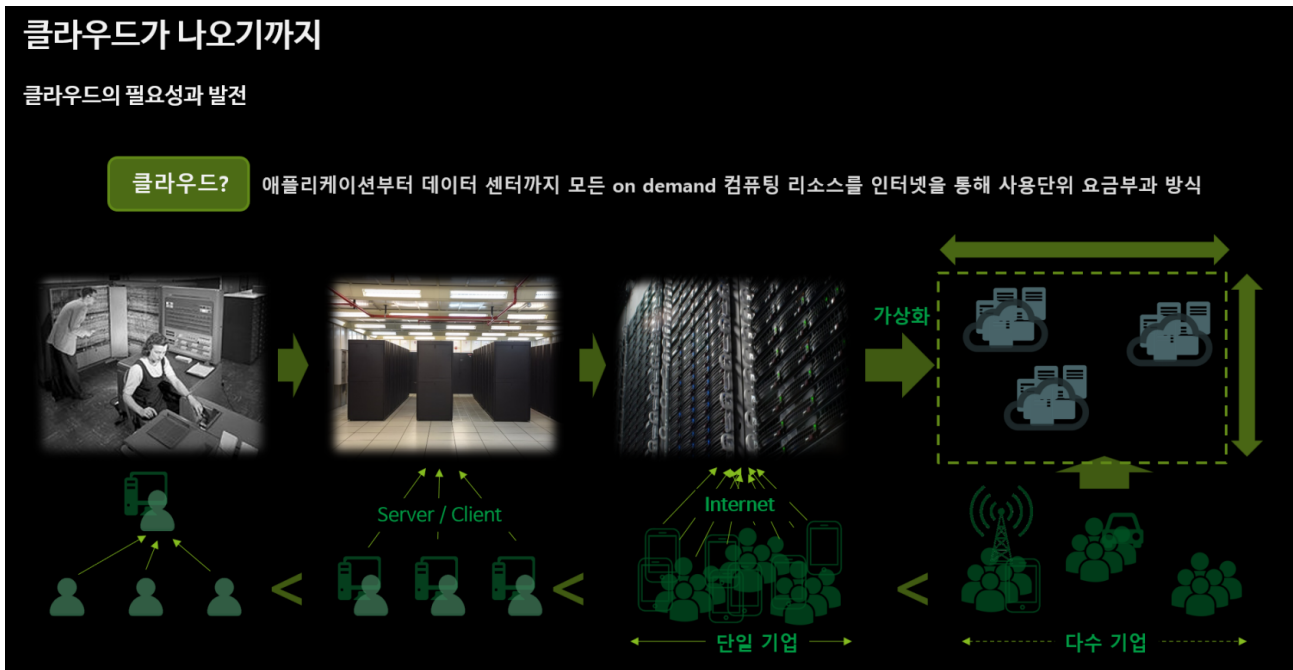 클라우드가 나오기까지
클라우드의 필요성과 발전
클라우드?
애플리케이션부터 데이터 센터까지 모든 on demand 컴퓨팅 리소스를 인터넷을 통해 사용단위 요금부과 방식
가상화
Server / Client
Internet
<
<
<
단일 기업
다수 기업